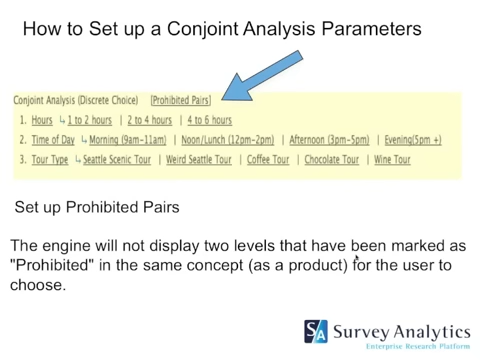 How to Set up a Conjoint Analysis Parameters
Conjoint Analysis (Discrete Choice) [Prohibited Pairs]
1. Hours ↳ 1 to 2 hours | 2 to 4 hours | 4 to 6 hours
2. Time of Day ↳ Morning (9am-11am) | Noon/Lunch (12pm-2pm) | Afternoon (3pm-5pm) | Evening(5pm +)
3. Tour Type ↳ Seattle Scenic Tour | Weird Seattle Tour | Coffee Tour | Chocolate Tour | Wine Tour
Set up Prohibited Pairs
The engine will not display two levels that have been marked as
"Prohibited" in the same concept (as a product) for the user to
choose.
S/A Survey Analytics
Enterprise Research Platform